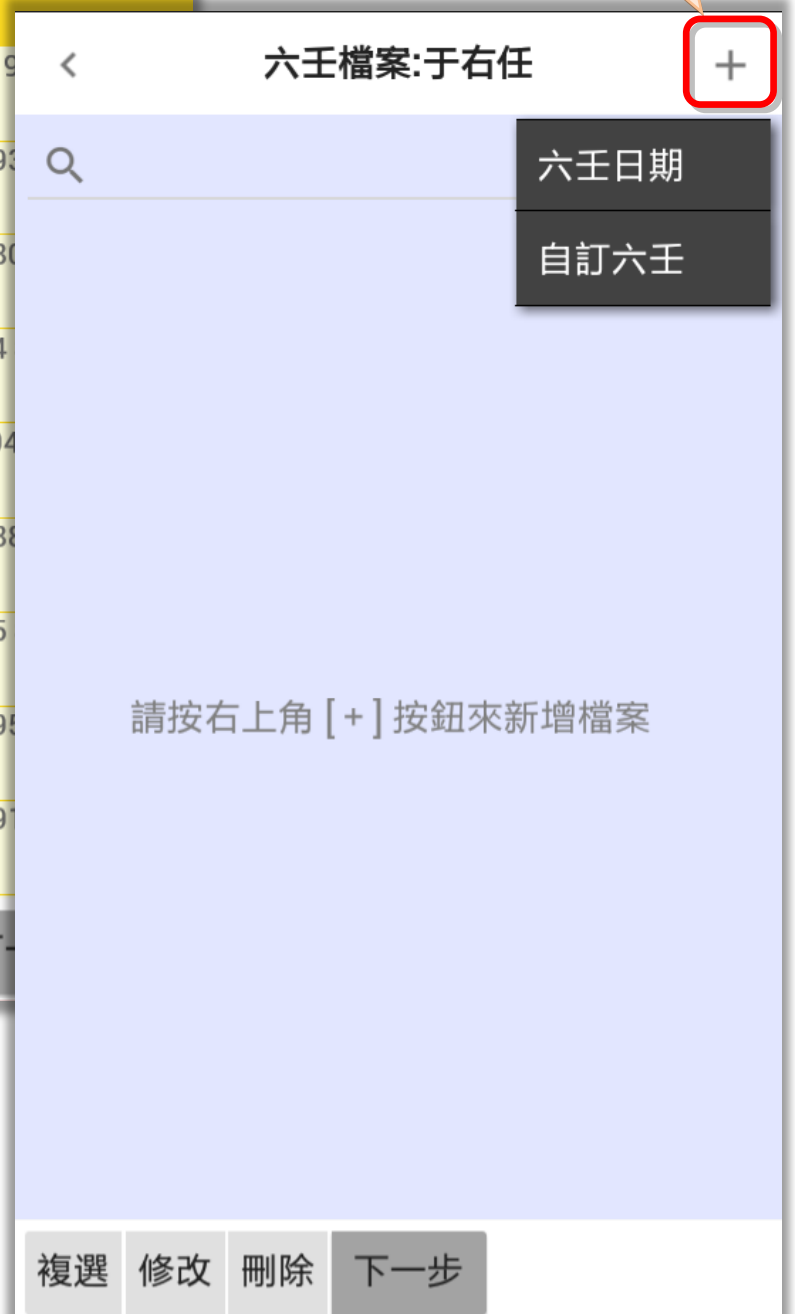 六壬檔案:于右任
六壬日期
自訂六壬
請按右上角 [ + ] 按鈕來新增檔案
複選
修改
刪除
下一步